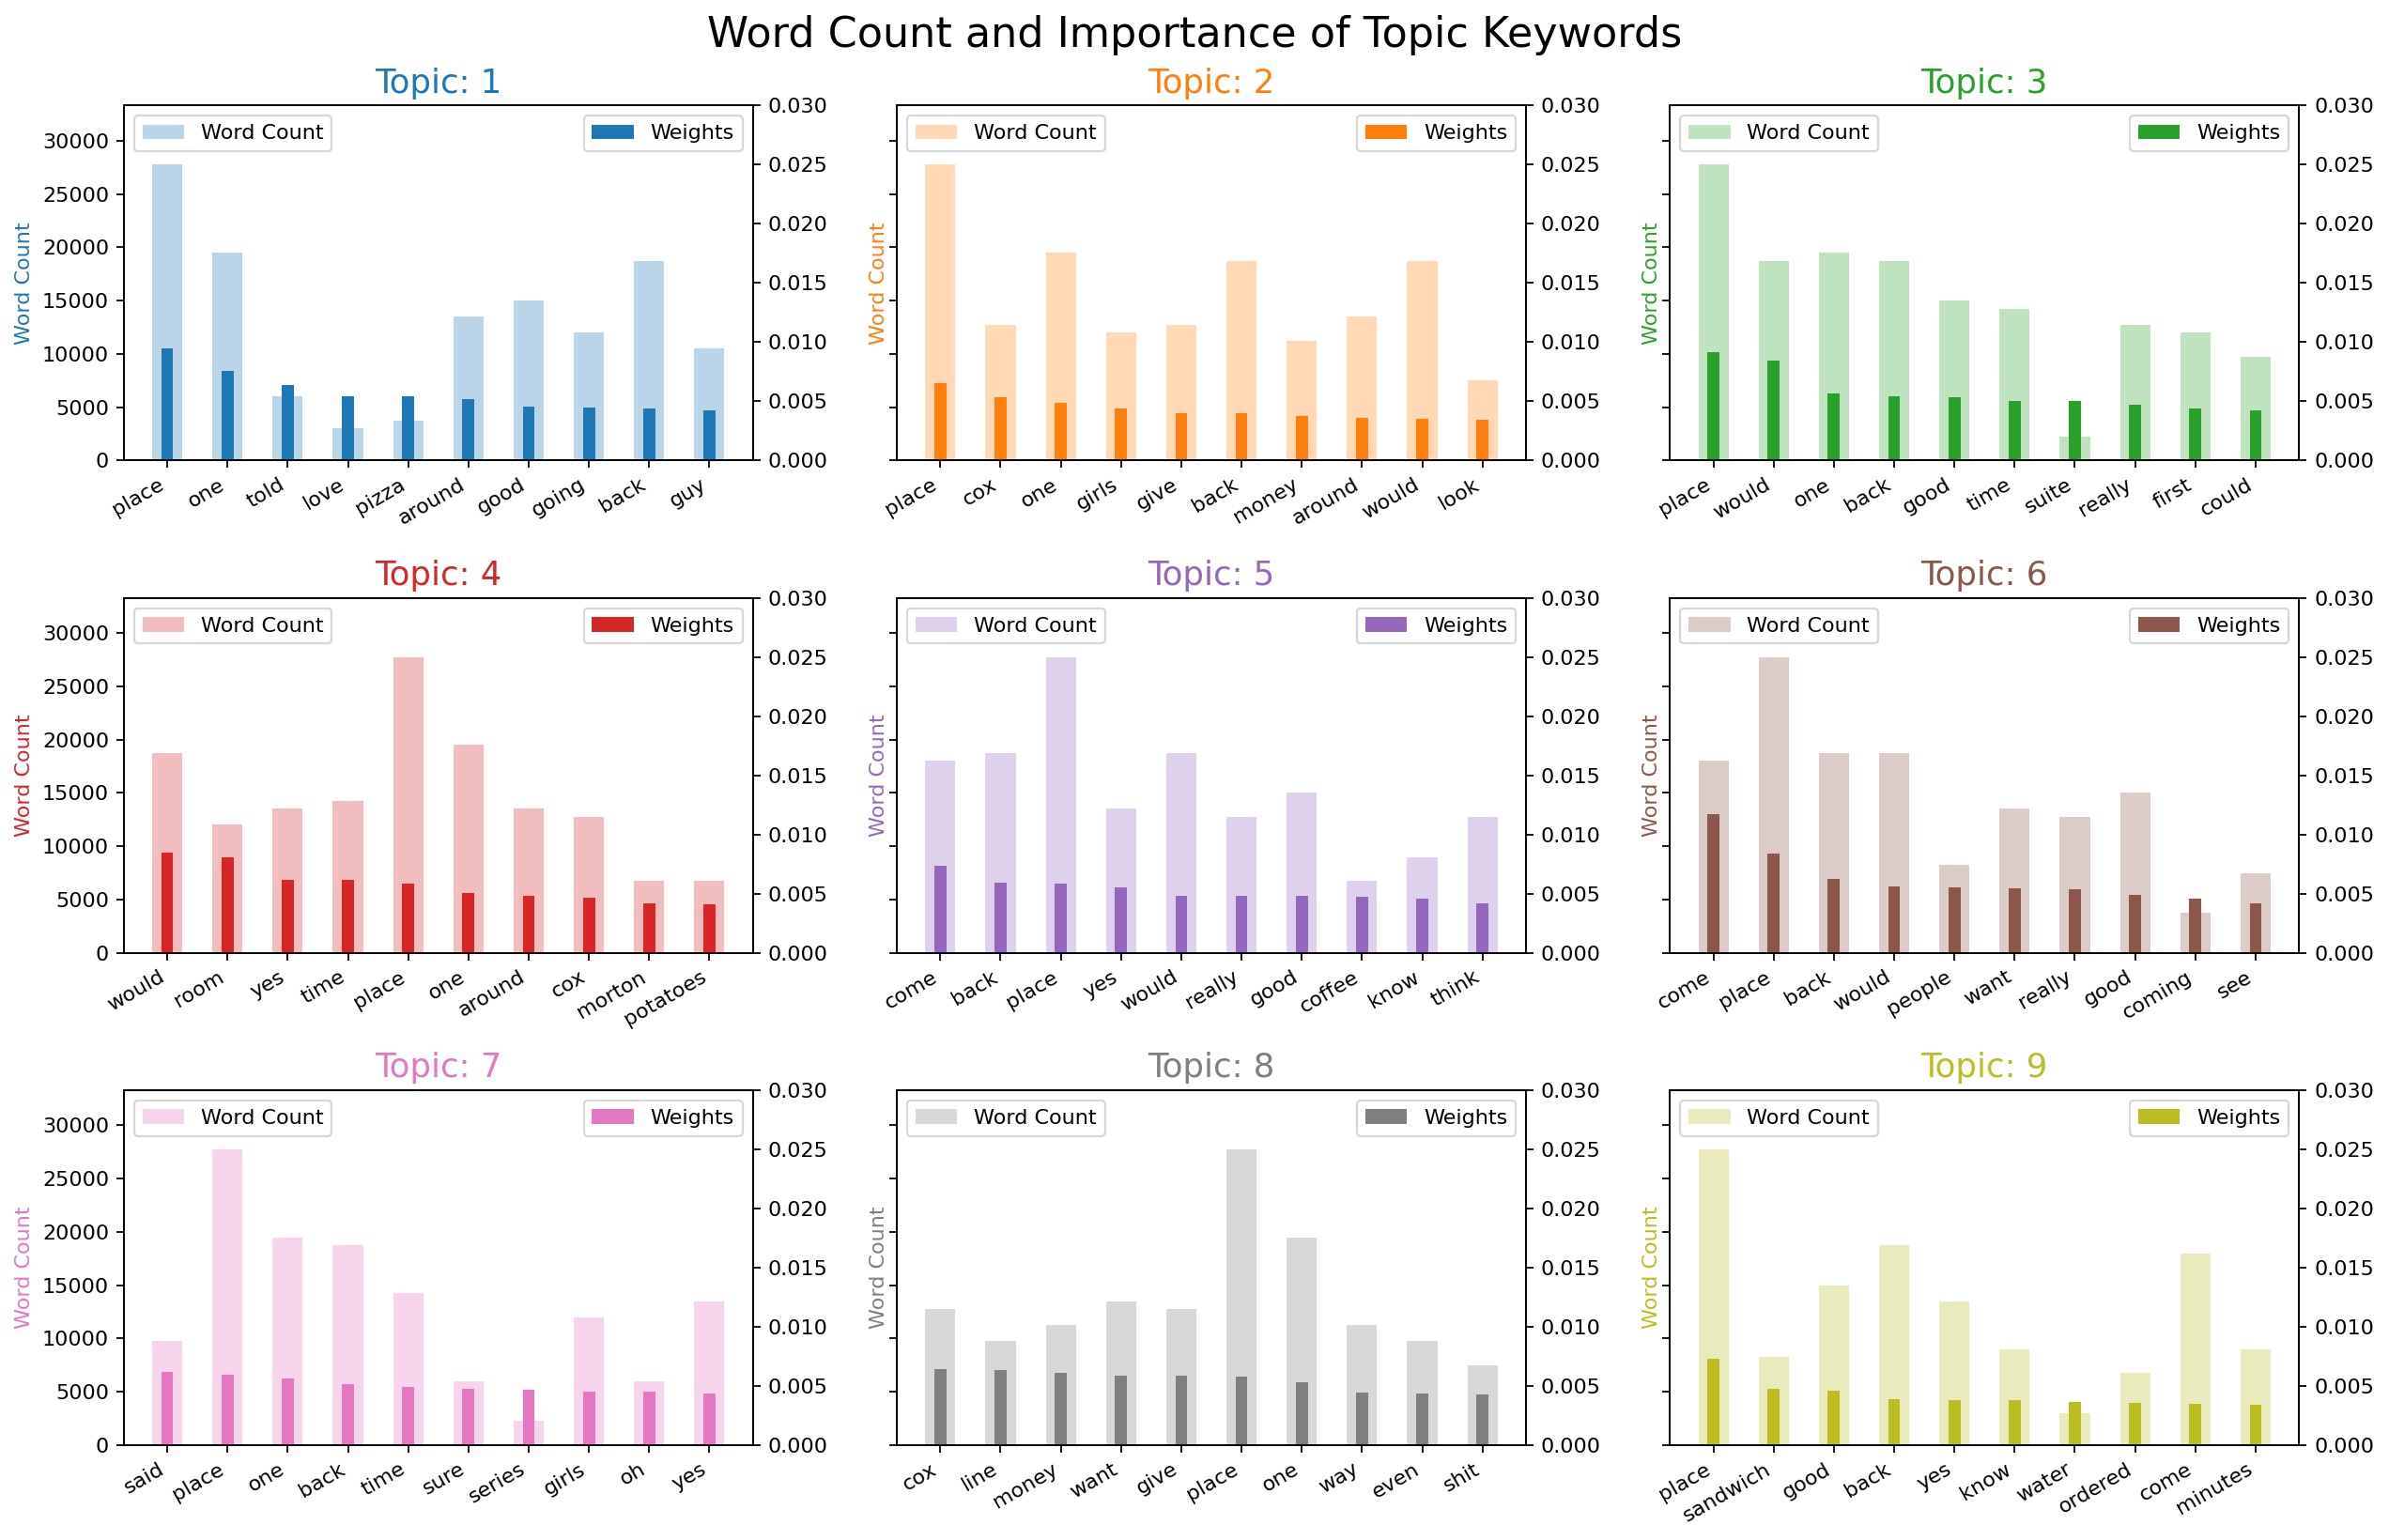 Word Count and Importance of Topic Keywords
Topic: 1
Word Count
Weights
Word Count
30000
25000
20000
15000
10000
5000
0
0.030
0.025
0.020
0.015
0.010
0.005
0.000
place one told love pizza around good going back guy
Topic: 2
Word Count
Weights
Word Count
0.030
0.025
0.020
0.015
0.010
0.005
0.000
place cox one girls give back money around would look
Topic: 3
Word Count
Weights
Word Count
0.030
0.025
0.020
0.015
0.010
0.005
0.000
place would one back good time suite really first could
Topic: 4
Word Count
Weights
Word Count
30000
25000
20000
15000
10000
5000
0
0.030
0.025
0.020
0.015
0.010
0.005
0.000
would room yes time place one around cox morton potatoes
Topic: 5
Word Count
Weights
Word Count
0.030
0.025
0.020
0.015
0.010
0.005
0.000
come back place yes would really good coffee know think
Topic: 6
Word Count
Weights
Word Count
0.030
0.025
0.020
0.015
0.010
0.005
0.000
come place back would people want really good coming see
Topic: 7
Word Count
Weights
Word Count
30000
25000
20000
15000
10000
5000
0
0.030
0.025
0.020
0.015
0.010
0.005
0.000
said place one back time sure series girls oh yes
Topic: 8
Word Count
Weights
Word Count
0.030
0.025
0.020
0.015
0.010
0.005
0.000
cox line money want give place one way even shit
Topic: 9
Word Count
Weights
Word Count
0.030
0.025
0.020
0.015
0.010
0.005
0.000
place sandwich good back yes know water ordered come minutes